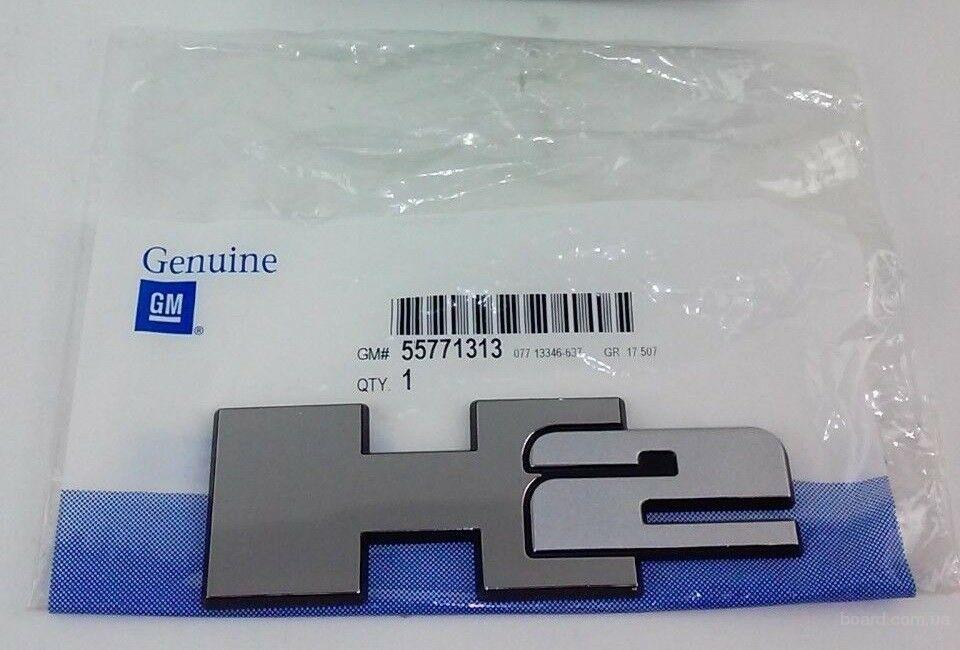 Genuine
GM ®
GM# 55771313 077 13346-637 GR 17 507
QTY. 1
H2
board.com.ua